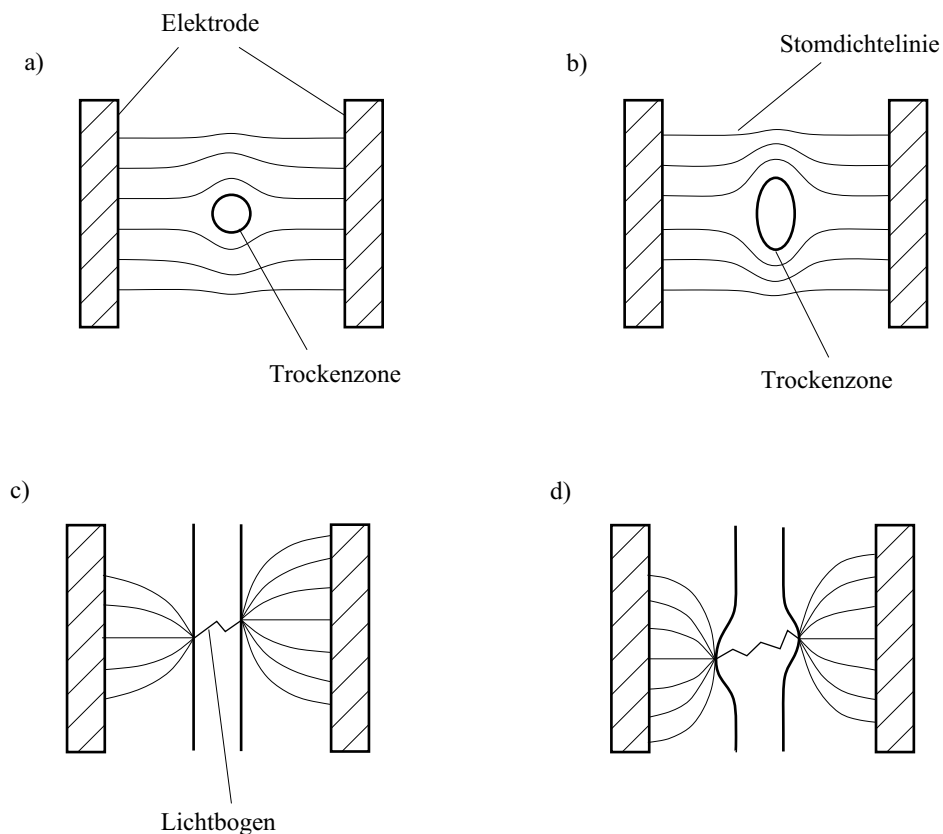 Elektrode
a)
b)
Stomdichtelinie
Trockenzone
Trockenzone
c)
d)
Lichtbogen